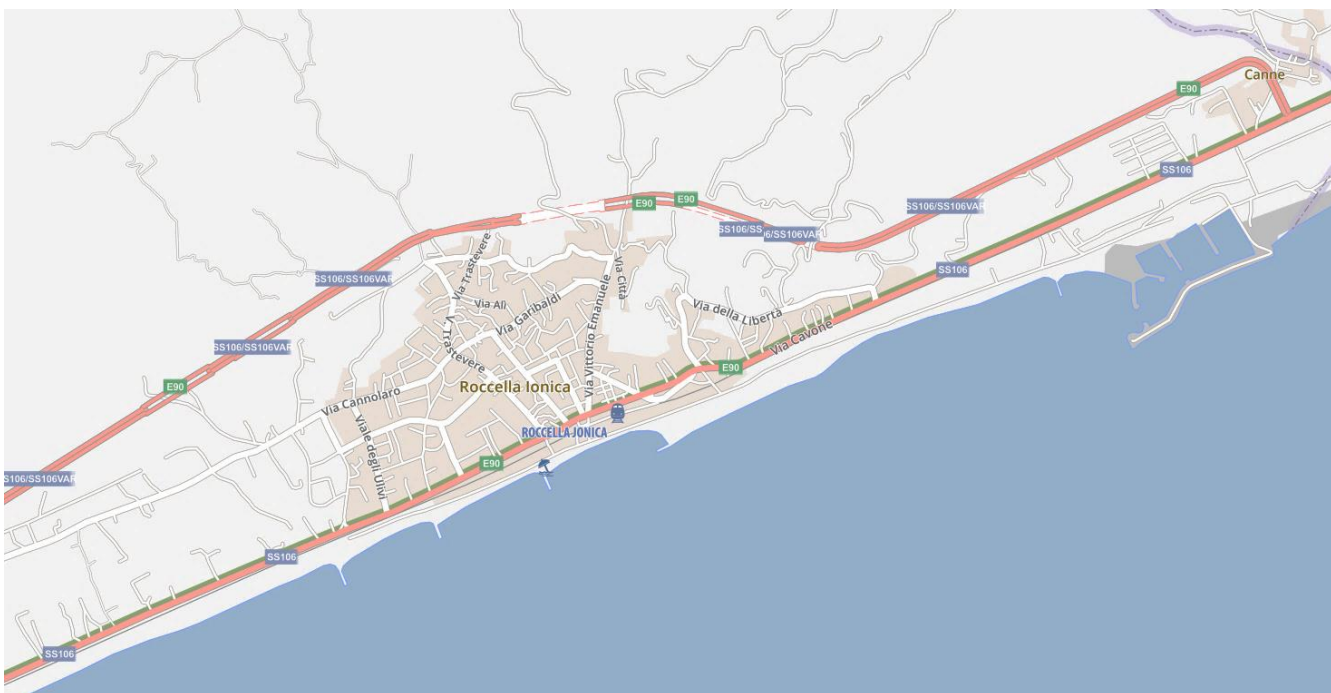 Canne
E90
SS106
SS106/SS106VAR
E90
E90
SS106/SS
6/SS106VAR
SS106
SS106/SS106VAR
Via Trastevere
Via Città
Via Alì
Via Garibaldi
V. Trastevere
Via Vittorio Emanuele
Via della Libertà
Via Cavone
SS106/SS106VAR
E90
E90
Roccella Ionica
Via Cannolaro
Viale degli Ulivi
ROCCELLA JONICA
E90
SS106/SS106VAR
SS106
SS106